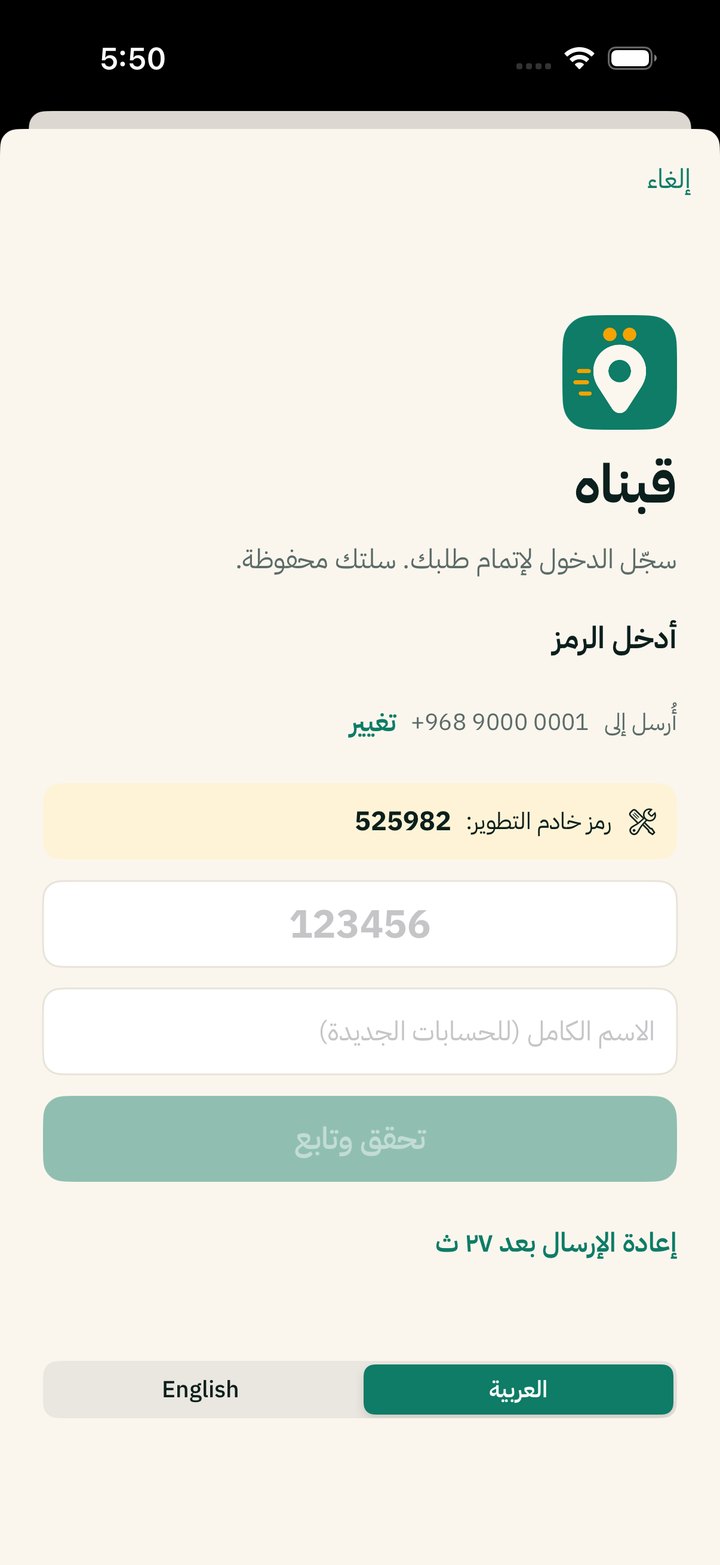 5:50
إلغاء
قبناه
سجّل الدخول لإتمام طلبك. سلتك محفوظة.
أدخل الرمز
أُرسل إلى +968 9000 0001 تغيير
رمز خادم التطوير: 525982
123456
الاسم الكامل (للحسابات الجديدة)
تحقق وتابع
إعادة الإرسال بعد ٢٧ ث
العربية
English